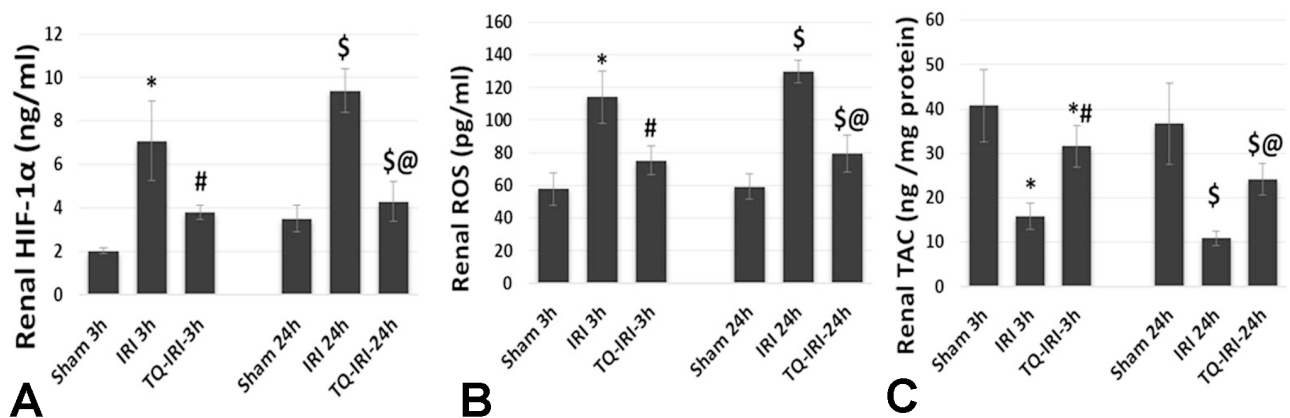 Renal HIF-1α (ng/ml)
12
10
8
6
4
2
0
*
#
$
$@
Sham 3h
IRI 3h
TQ-IRI-3h
Sham 24h
IRI 24h
TQ-IRI-24h
A
Renal ROS (pg/ml)
160
140
120
100
80
60
40
20
0
*
#
$
$@
Sham 3h
IRI 3h
TQ-IRI-3h
Sham 24h
IRI 24h
TQ-IRI-24h
B
Renal TAC (ng /mg protein)
60
50
40
30
20
10
0
*
*#
$
$@
Sham 3h
IRI 3h
TQ-IRI-3h
Sham 24h
IRI 24h
TQ-IRI-24h
C